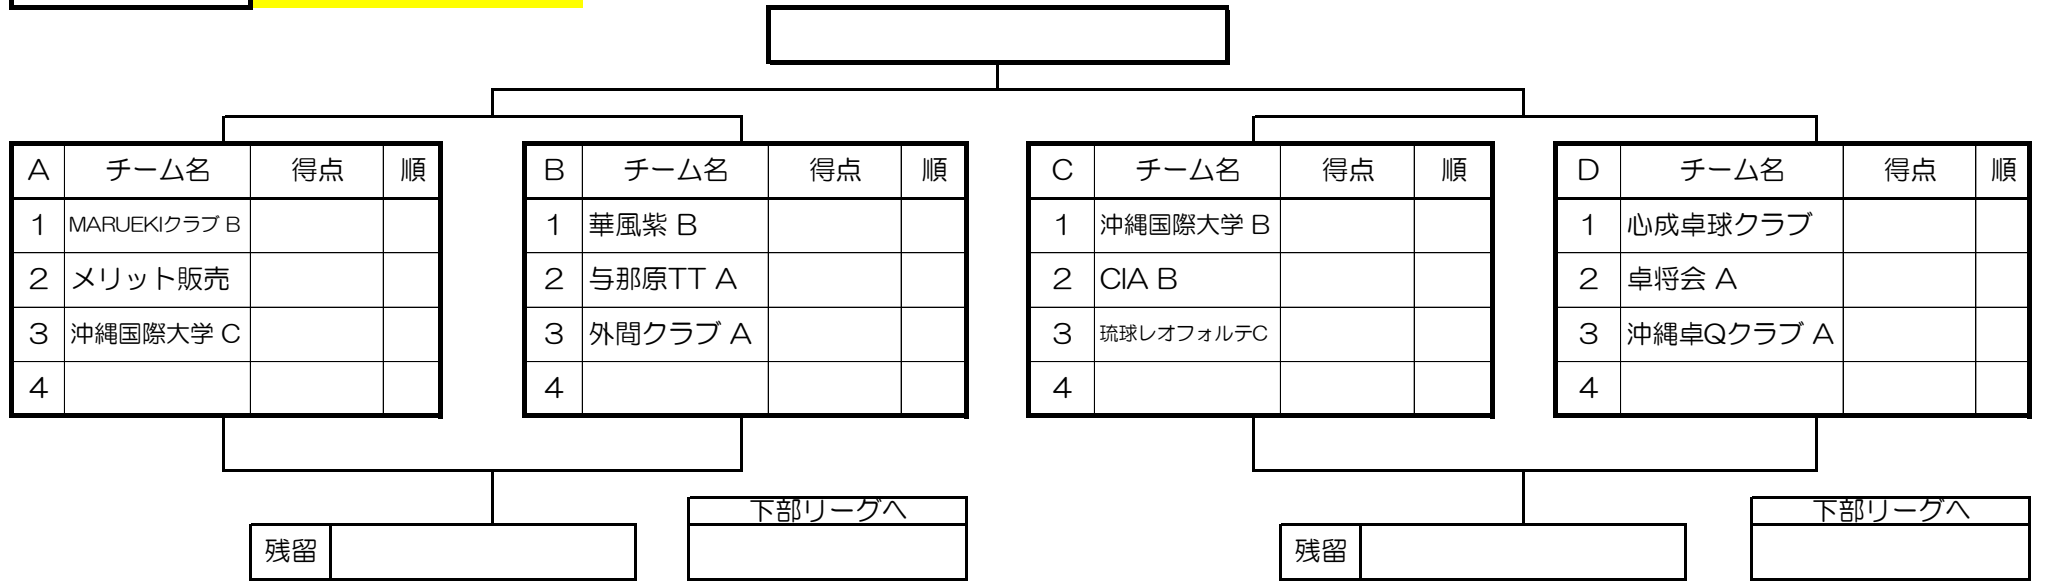 A チーム名 得点 順 B チーム名 得点 順 C チーム名 得点 順 D チーム名 得点 順
1 MARUEKIクラブ B 1 華風紫 B 1 沖縄国際大学 B 1 心成卓球クラブ
2 メリット販売 2 与那原TT A 2 CIA B 2 卓将会 A
3 沖縄国際大学 C 3 外間クラブ A 3 琉球レオフォルテC 3 沖縄卓Qクラブ A
4 4 4 4
下部リーグへ 下部リーグへ
残留 残留